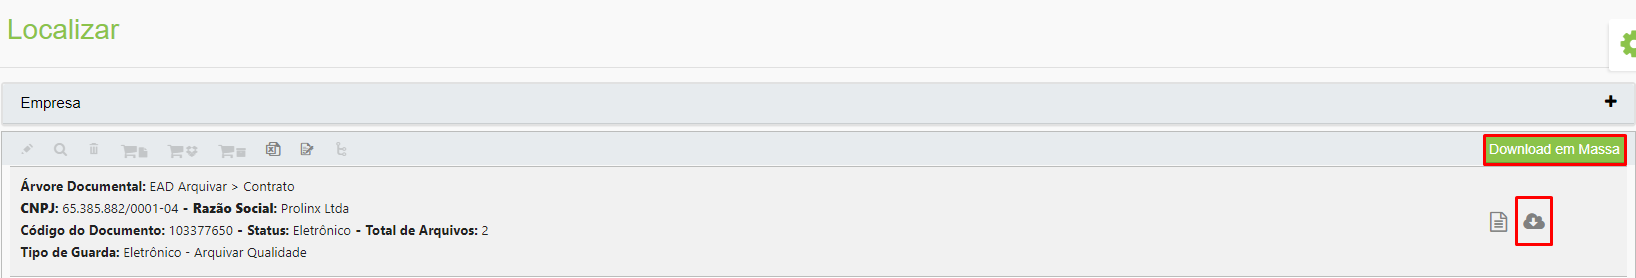 Localizar
Empresa
Download em Massa
Árvore Documental: EAD Arquivar > Contrato
CNPJ: 65.385.882/0001-04 - Razão Social: Prolinx Ltda
Código do Documento: 103377650 - Status: Eletrônico - Total de Arquivos: 2
Tipo de Guarda: Eletrônico - Arquivar Qualidade